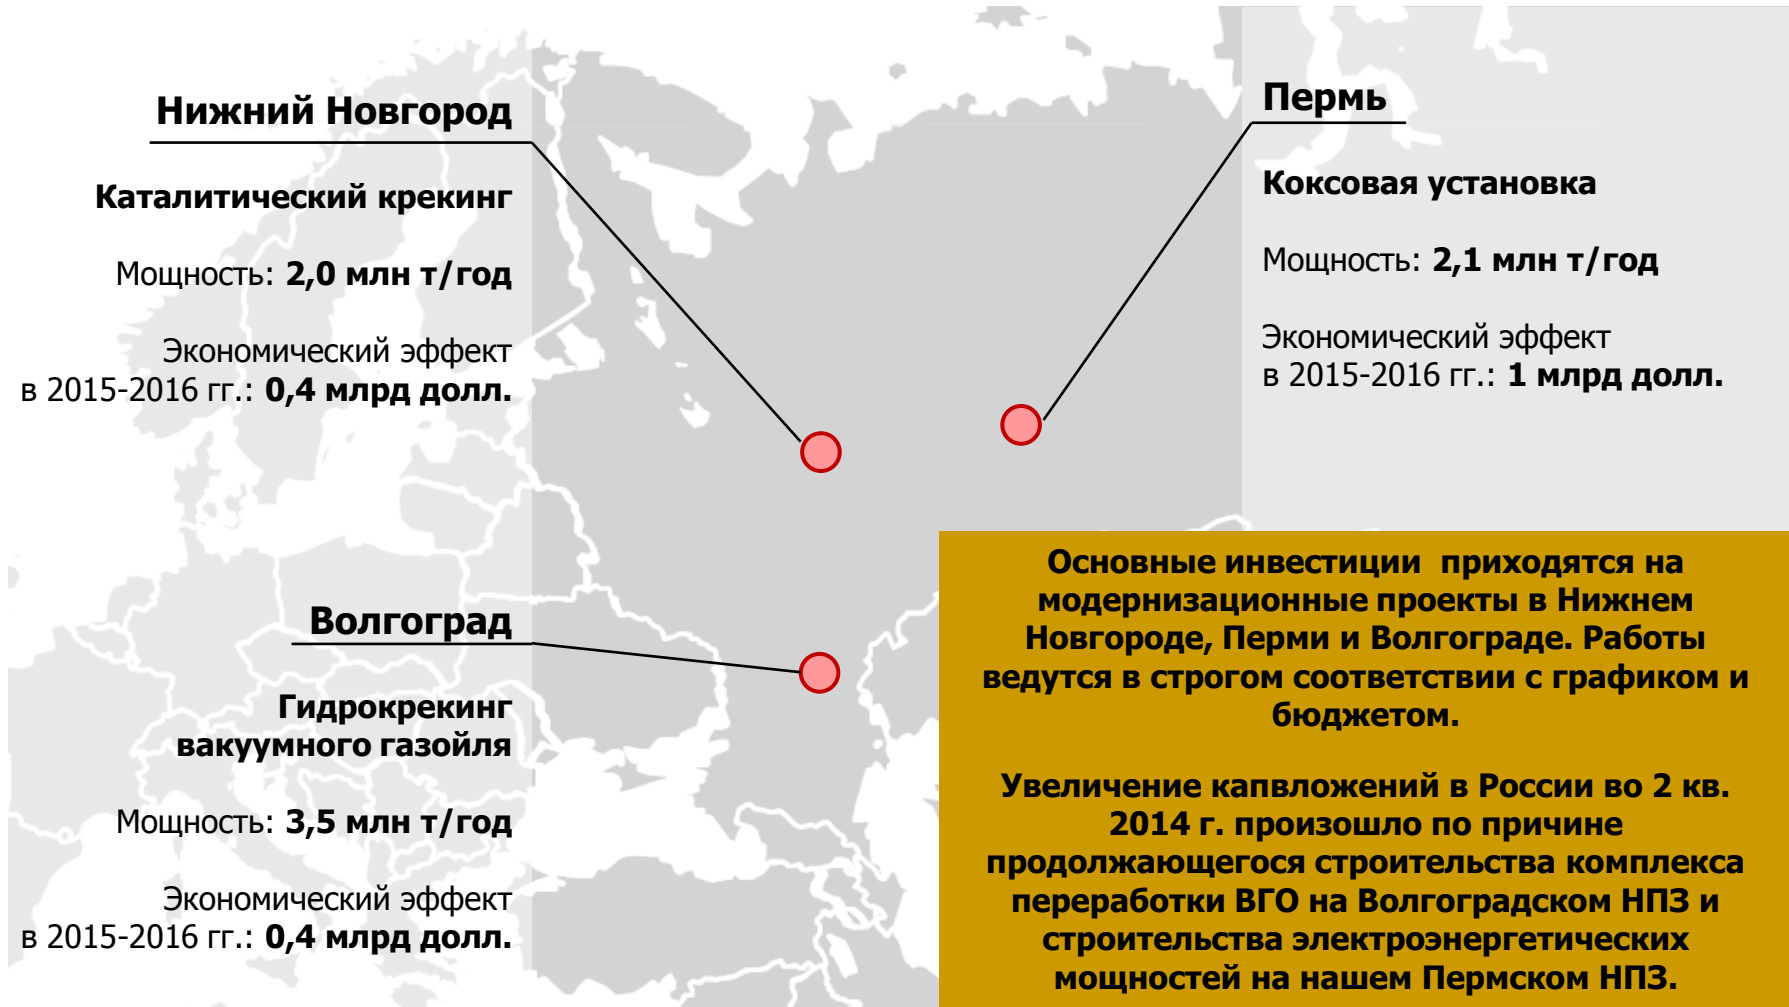 Нижний Новгород
Каталитический крекинг
Мощность: 2,0 млн т/год
Экономический эффект
в 2015-2016 гг.: 0,4 млрд долл.
Пермь
Коксовая установка
Мощность: 2,1 млн т/год
Экономический эффект
в 2015-2016 гг.: 1 млрд долл.
Волгоград
Гидрокрекинг
вакуумного газойля
Мощность: 3,5 млн т/год
Экономический эффект
в 2015-2016 гг.: 0,4 млрд долл.
Основные инвестиции приходятся на
модернизационные проекты в Нижнем
Новгороде, Перми и Волгограде. Работы
ведутся в строгом соответствии с графиком и
бюджетом.
Увеличение капвложений в России во 2 кв.
2014 г. произошло по причине
продолжающегося строительства комплекса
переработки ВГО на Волгоградском НПЗ и
строительства электроэнергетических
мощностей на нашем Пермском НПЗ.